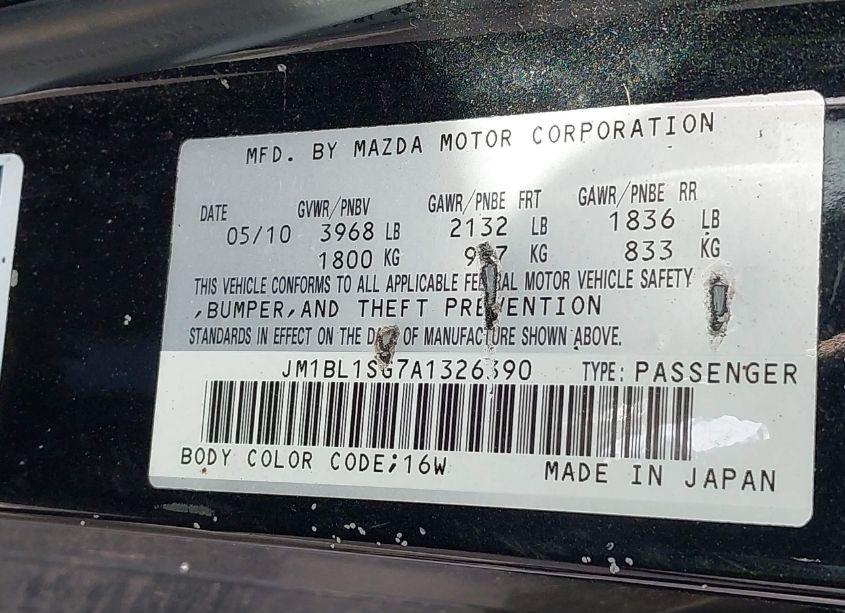 MFD. BY MAZDA MOTOR CORPORATION
DATE GVWR/PNBV GAWR/PNBE FRT GAWR/PNBE RR
05/10 3968 LB 2132 LB 1836 LB
1800 KG KG 833 KG
THIS VEHICLE CONFORMS TO ALL APPLICABLE FEDERAL MOTOR VEHICLE SAFETY
,BUMPER,AND THEFT PREVENTION
STANDARDS IN EFFECT ON THE DATE OF MANUFACTURE SHOWN ABOVE.
JM1BL1SG7A1326390 TYPE: PASSENGER
BODY COLOR CODE;16W MADE IN JAPAN